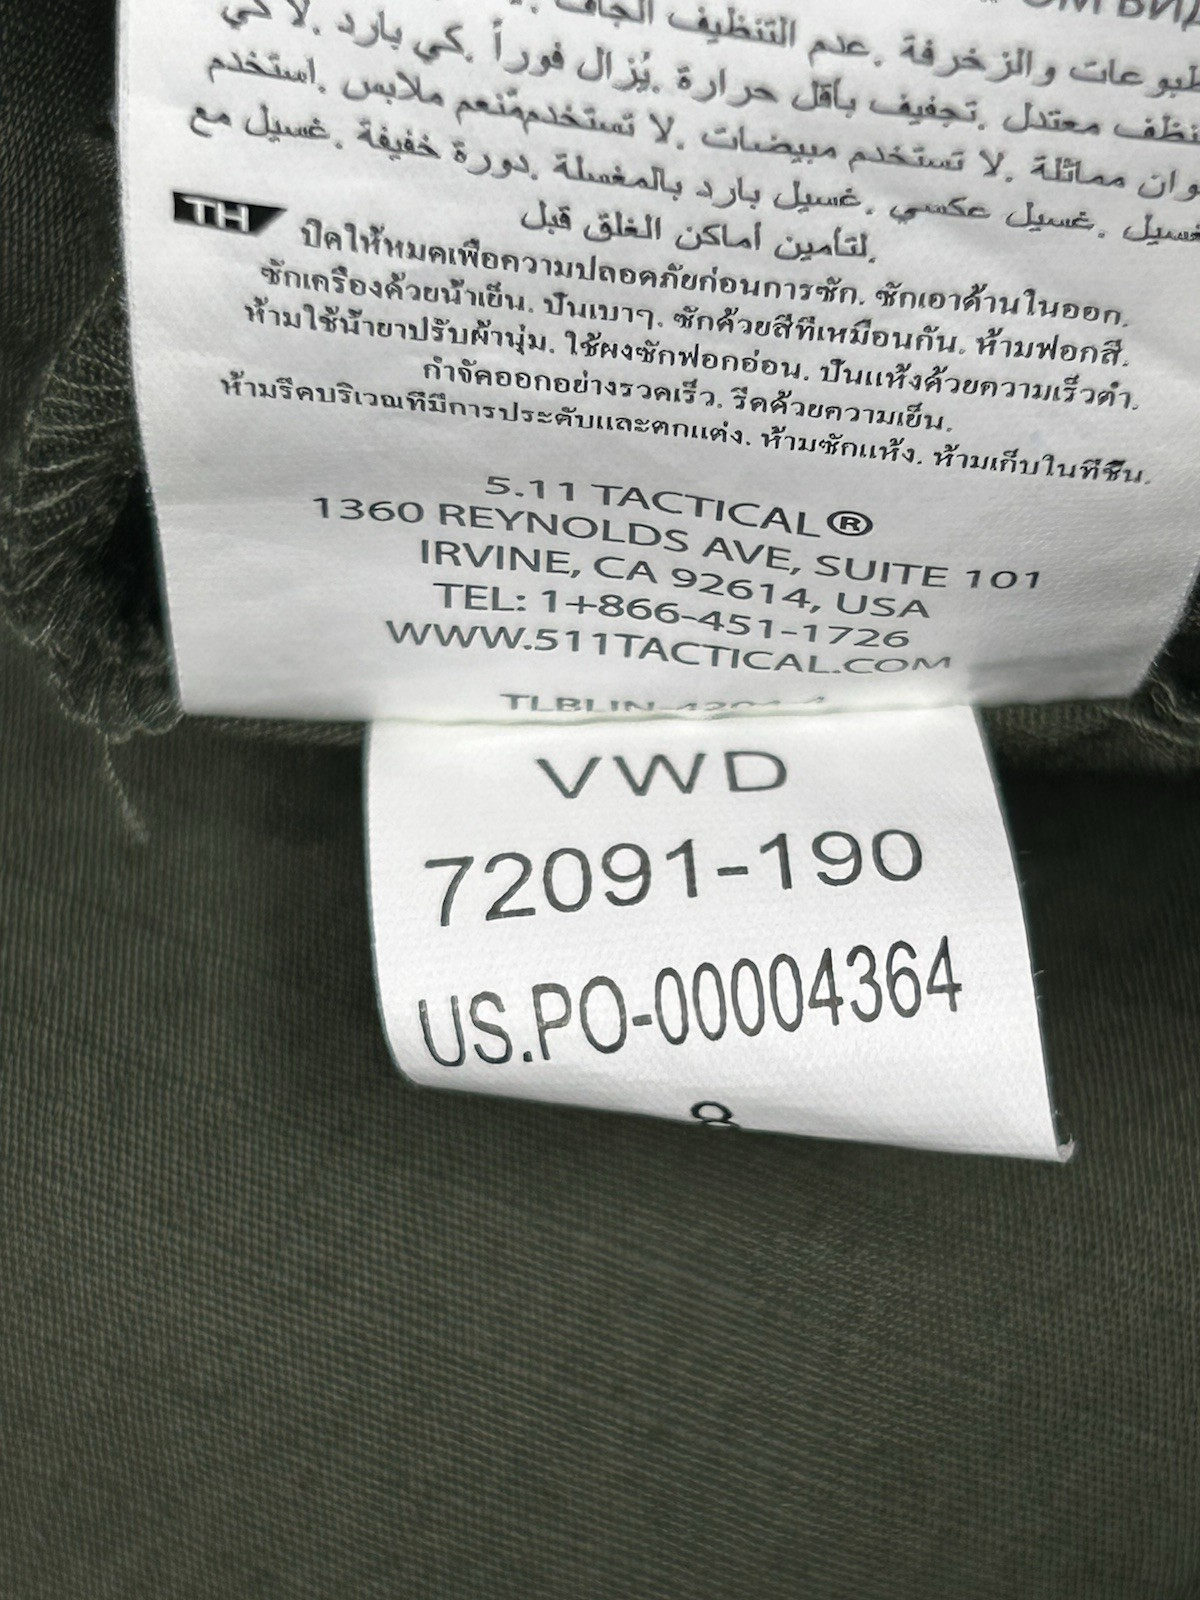 عدم التنظيف الجاف.
والزخرفة. كي بارد. لا كي
معتدل. تجفيف بأقل حرارة. يُزال فوراً.
مماثلة. لا تستخدم مبيضات. لا تستخدم مُنعم ملابس. استخدم
غسيل عكسي. غسيل بارد بالمغسلة. دورة خفيفة. غسيل مع
لتأمين أماكن الغلق قبل
TH ปิดให้หมดเพื่อความปลอดภัยก่อนการซัก. ซักเอาด้านในออก.
ซักเครื่องด้วยน้ำเย็น. ปั่นเบาๆ. ซักด้วยสีที่เหมือนกัน. ห้ามฟอกสี.
ห้ามใช้น้ำยาปรับผ้านุ่ม. ใช้ผงซักฟอกอ่อน. ปั่นแห้งด้วยความเร็วต่ำ.
กำจัดออกอย่างรวดเร็ว. รีดด้วยความเย็น.
ห้ามรีดบริเวณที่มีการประดับและตกแต่ง. ห้ามซักแห้ง. ห้ามเก็บในที่ชื้น.
5.11 TACTICAL®
1360 REYNOLDS AVE, SUITE 101
IRVINE, CA 92614, USA
TEL: 1+866-451-1726
WWW.511TACTICAL.COM
VWD
72091-190
US.PO-00004364
8